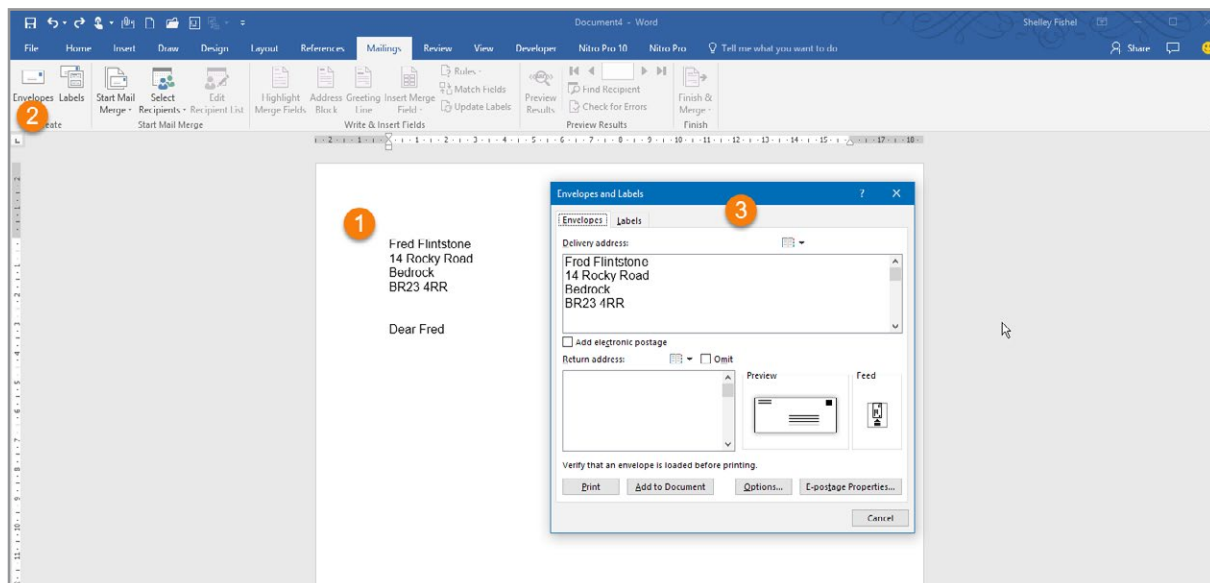 Document4 - Word
Shelley Fishel
File Home Insert Draw Design Layout References Mailings Review View Developer Nitro Pro 10 Nitro Pro Tell me what you want to do
Share
Envelopes Labels
Start Mail Merge
Select Recipients
Edit Recipient List
Highlight Merge Fields
Address Block
Greeting Line
Insert Merge Field
Rules
Match Fields
Update Labels
Preview Results
Find Recipient
Check for Errors
Finish & Merge
2
Start Mail Merge
Write & Insert Fields
Preview Results
Finish
1
Fred Flintstone
14 Rocky Road
Bedrock
BR23 4RR
Dear Fred
Envelopes and Labels
3
Envelopes Labels
Delivery address:
Fred Flintstone
14 Rocky Road
Bedrock
BR23 4RR
Add electronic postage
Return address:
Omit
Preview
Feed
Verify that an envelope is loaded before printing.
Print Add to Document Options... E-postage Properties...
Cancel